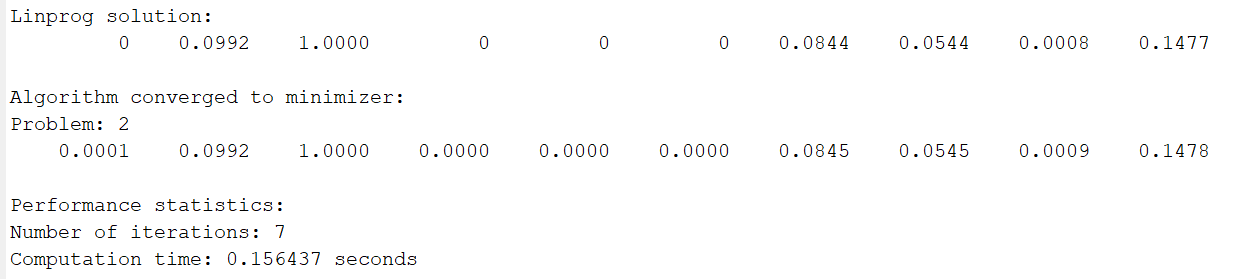 Linprog solution:
0 0.0992 1.0000 0 0 0 0.0844 0.0544 0.0008 0.1477
Algorithm converged to minimizer:
Problem: 2
0.0001 0.0992 1.0000 0.0000 0.0000 0.0000 0.0845 0.0545 0.0009 0.1478
Performance statistics:
Number of iterations: 7
Computation time: 0.156437 seconds